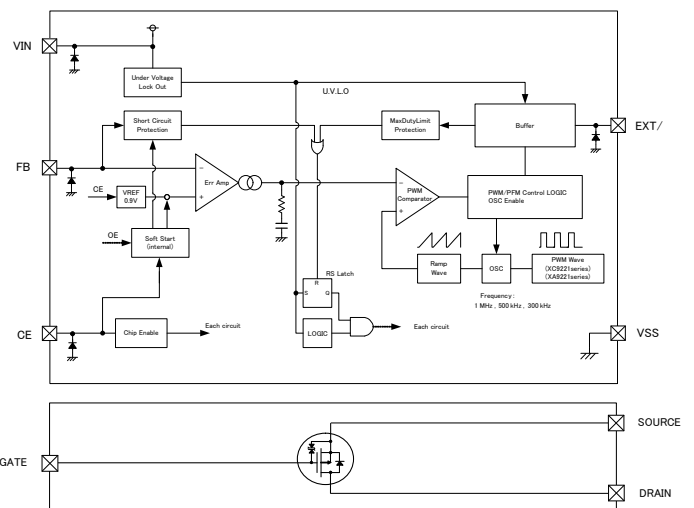 VIN
Under Voltage
Lock Out
U.V.L.O
Short Circuit
Protection
MaxDutyLimit
Protection
Buffer
EXT/
FB
CE
VREF
0.9V
−
+
Err Amp
−
+
PWM
Comparator
PWM/PFM Control LOGIC
OSC Enable
OE
Soft Start
(internal)
Ramp
Wave
OSC
PWM Wave
(XC9221series)
(XA9221series)
RS Latch
R
S
Q
Frequency:
1 MHz , 500 kHz , 300 kHz
CE
Chip Enable
Each circuit
LOGIC
Each circuit
VSS
SOURCE
GATE
DRAIN